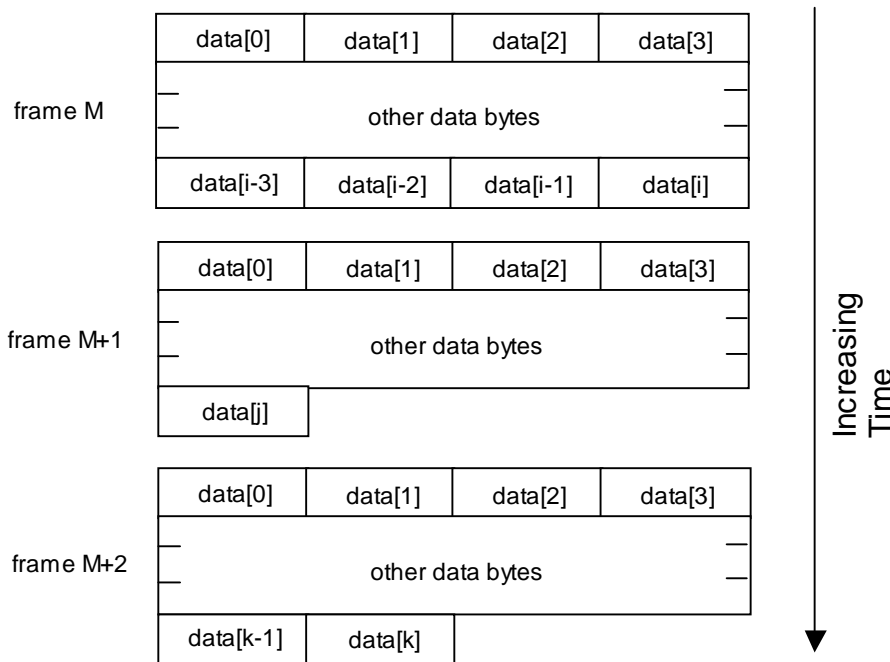 data[0] data[1] data[2] data[3]
frame M
other data bytes
data[i-3] data[i-2] data[i-1] data[i]
data[0] data[1] data[2] data[3]
frame M+1
other data bytes
data[j]
data[0] data[1] data[2] data[3]
frame M+2
other data bytes
data[k-1] data[k]
Increasing
Time